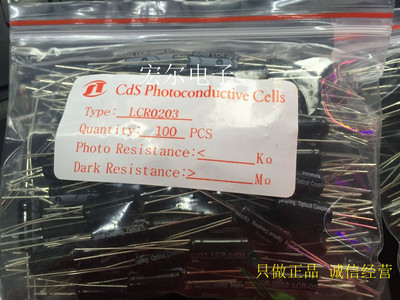 宏尔电子
CdS Photoconductive Cells
Type: LCR0203
Quantity: 100 PCS
Photo Resistance:< KΩ
Dark Resistance:> MΩ
只做正品 诚信经营